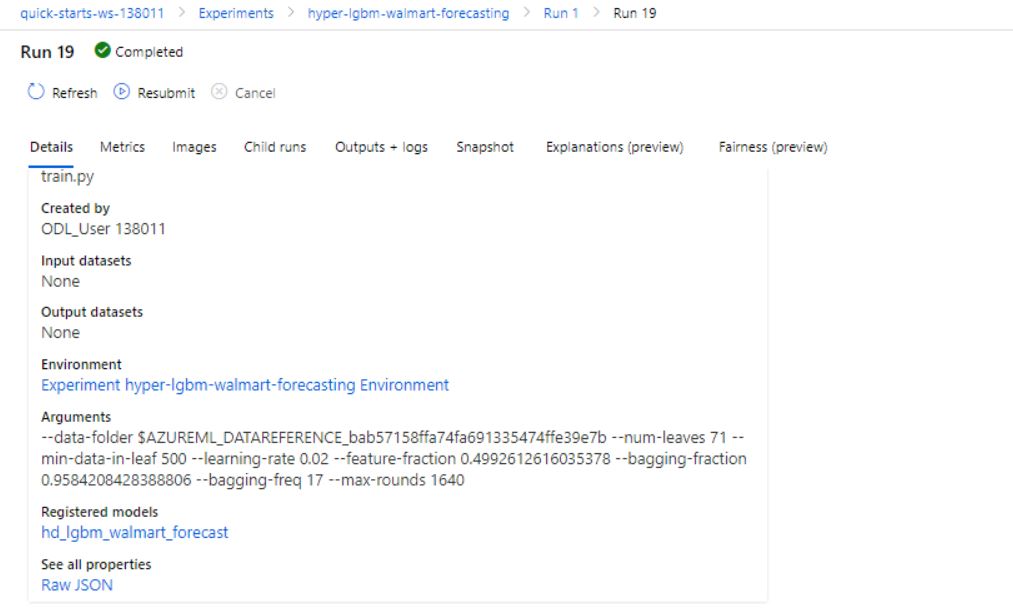 quick-starts-ws-138011 > Experiments > hyper-lgbm-walmart-forecasting > Run 1 > Run 19
Run 19 Completed
Refresh Resubmit Cancel
Details Metrics Images Child runs Outputs + logs Snapshot Explanations (preview) Fairness (preview)
train.py
Created by
ODL_User 138011
Input datasets
None
Output datasets
None
Environment
Experiment hyper-lgbm-walmart-forecasting Environment
Arguments
--data-folder $AZUREML_DATAREFERENCE_bab57158ffa74fa691335474ffe39e7b --num-leaves 71 --
min-data-in-leaf 500 --learning-rate 0.02 --feature-fraction 0.4992612616035378 --bagging-fraction
0.9584208428388806 --bagging-freq 17 --max-rounds 1640
Registered models
hd_lgbm_walmart_forecast
See all properties
Raw JSON